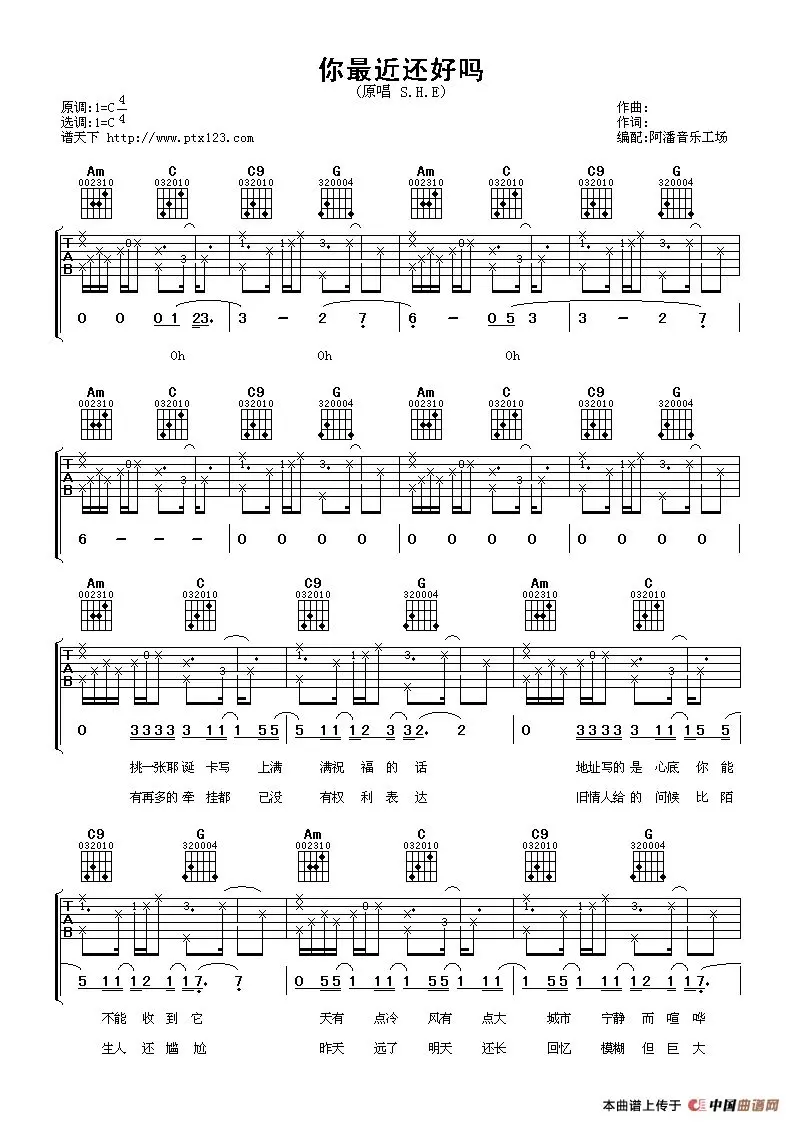 你最近还好吗
(原唱 S.H.E)
原调:1=C 4/4
选调:1=C
谱天下 http://www.ptx123.com
作曲:
作词:
编配:阿潘音乐工场
Am C C9 G Am C C9 G
002310 032010 032010 320004 002310 032010 032010 320004
TAB
0 0 0 1 23. 3 - 2 7 6 - 0 5 3 3 - 2 7
Oh Oh Oh
Am C C9 G Am C C9 G
002310 032010 032010 320004 002310 032010 032010 320004
TAB
6 - - - 0 0 0 0 0 0 0 0 0 0 0 0
Am C C9 G Am C
002310 032010 032010 320004 002310 032010
TAB
0 3333 3 11 1 55 5 11 12 3 32. 2 0 3333 3 11 15 5
挑一张耶诞 卡写 上满 满祝 福的话 地址写的是 心底 你能
有再多的牵 挂都 已没 有权 利表达 旧情人给的 问候 比陌
C9 G Am C C9 G
032010 320004 002310 032010 032010 320004
TAB
5 11 12 17. 7 0 551 1 551 1 551 1 551 17.
不能 收到它 天有 点冷 风有 点大 城市 宁静 而喧哗
生人 还尴尬 昨天 远了 明天 还长 回忆 模糊 但巨大
本曲谱上传于 中国曲谱网